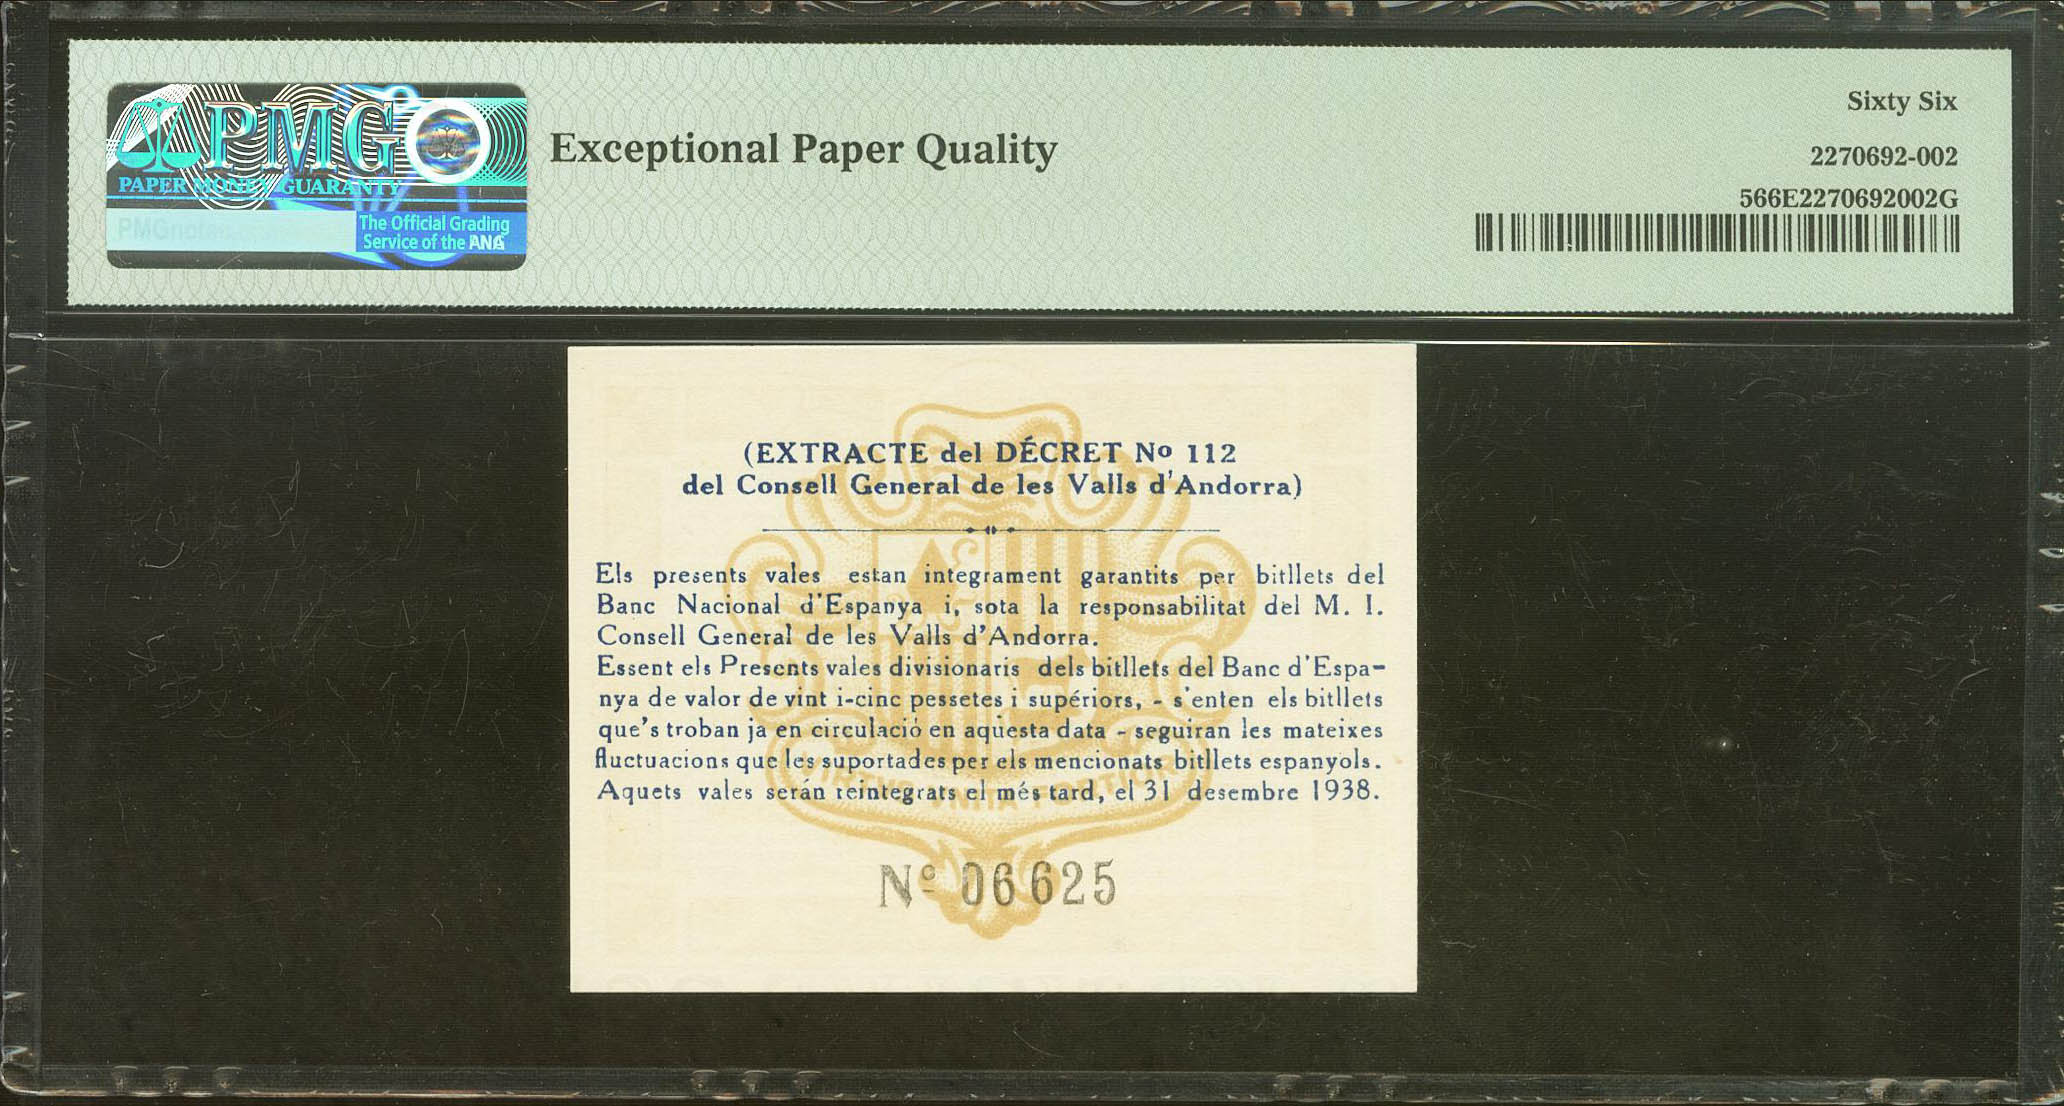 PMG
PAPER MONEY GUARANTY
The Official Grading
Service of the ANA
Exceptional Paper Quality
Sixty Six
2270692-002
566E2270692002G
(EXTRACTE del DÉCRET Nº 112
del Consell General de les Valls d'Andorra)
Els presents vales estan integrament garantits per bitllets del
Banc Nacional d'Espanya i, sota la responsabilitat del M. I.
Consell General de les Valls d'Andorra.
Essent els Presents vales divisionaris dels bitllets del Banc d'Espa-
nya de valor de vint i-cinc pessetes i supériors, - s'enten els bitllets
que's troban ja en circulació en aquesta data - seguiran les mateixes
fluctuacions que les suportades per els mencionats bitllets espanyols.
Aquets vales serán reintegrats el més tard, el 31 desembre 1938.
Nº 06625